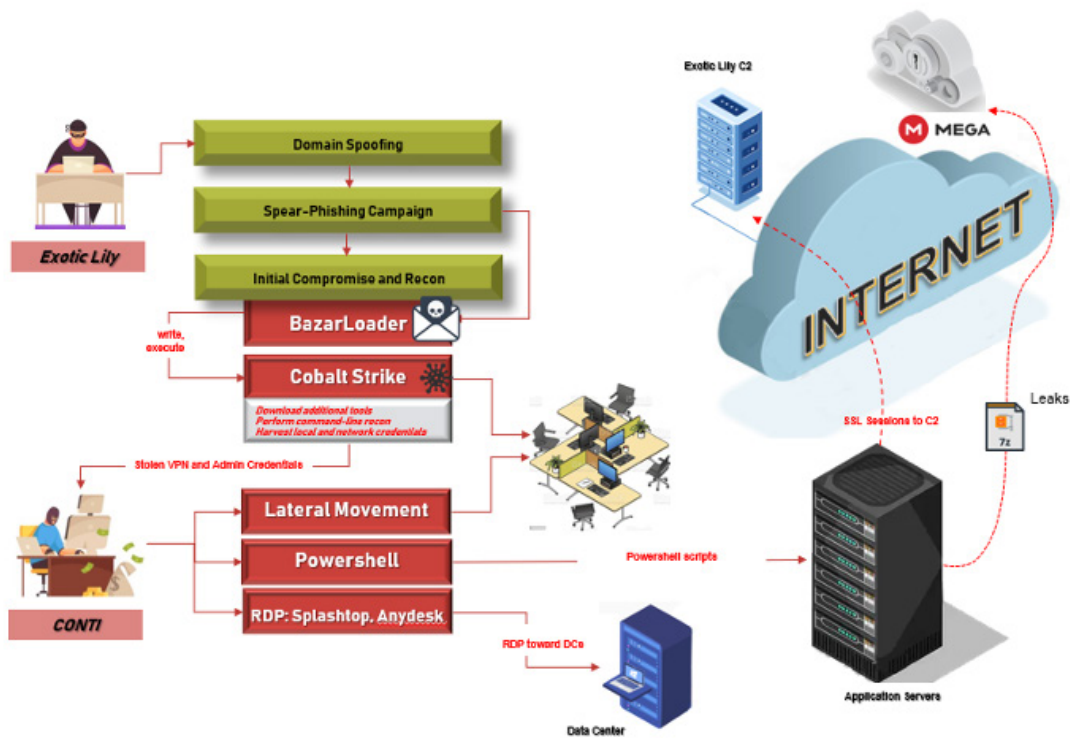 Exotic Lily C2
MEGA
Domain Spoofing
Spear-Phishing Campaign
Exotic Lily
Initial Compromise and Recon
INTERNET
BazarLoader
write,
execute
Cobalt Strike
Download additional tools
Perform command-line recon
Harvest local and network credentials
Leaks
SSL Sessions to C2
7z
Stolen VPN and Admin Credentials
Lateral Movement
Powershell
Powershell scripts
RDP: Splashtop, Anydesk
CONTI
RDP toward DCs
Application Servers
Data Center